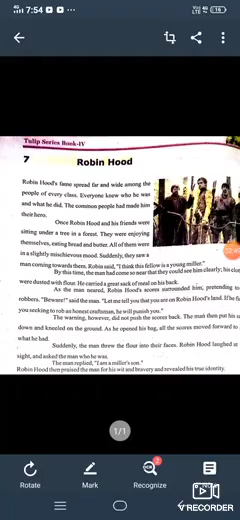 4G 7:54
Vo) 4G
LTE 16
Tulip Series Book-IV
7 Robin Hood
Robin Hood's fame spread far and wide among the
people of every class. Everyone knew who he was
and what he did. The common people had made him
their hero.
Once Robin Hood and his friends were
sitting under a tree in a forest. They were enjoying
themselves, eating bread and butter. All of them were
in a slightly mischievous mood. Suddenly, they saw a
man coming towards them. Robin said, "I think this fellow is a young miller."
By this time, the man had come so near that they could see him clearly; his clo
were dusted with flour. He carried a great sack of meal on his back.
As the man neared, Robin's scores surrounded him, pretending to
robbers. "Beware!" said the man. "Let me tell you that you are on Robin Hood's land. If he fi
you seeking to rob an honest craftsman, he will punish you."
The warning, however, did not push the scores back. The man then put his s
down and kneeled on the ground. As he opened his bag, all the scores moved forward to
what he had.
Suddenly, the man threw the flour into their faces. Robin Hood laughed at
sight, and asked the man who he was.
The man replied, "I am a miller's son."
Robin Hood then praised the man for his wit and bravery and revealed his true identity.
1/1
Rotate
Mark
Recognize
VIVAVIDEO